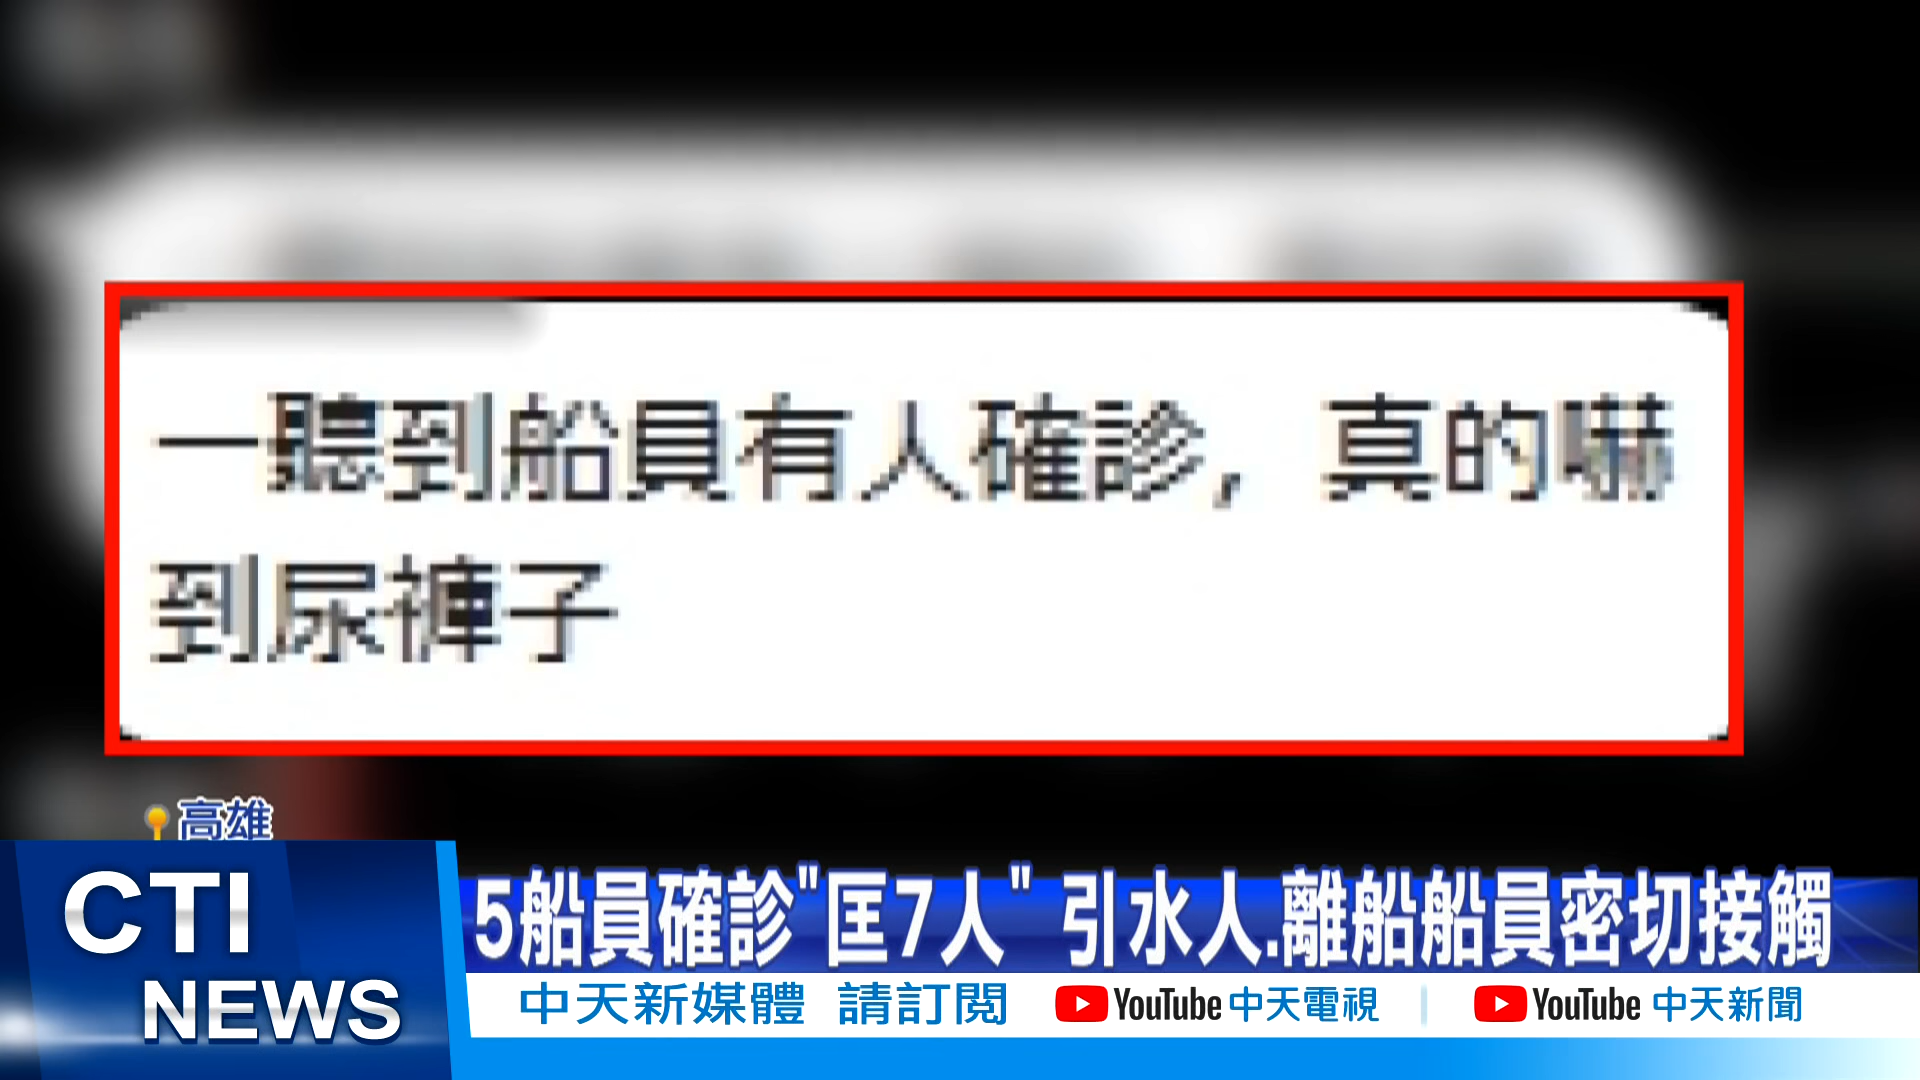 一聽到船員有人確診，真的嚇
到尿褲子
高雄
CTI
NEWS
5船員確診"匡7人" 引水人.離船船員密切接觸
中天新媒體 請訂閱 YouTube 中天電視 | YouTube 中天新聞